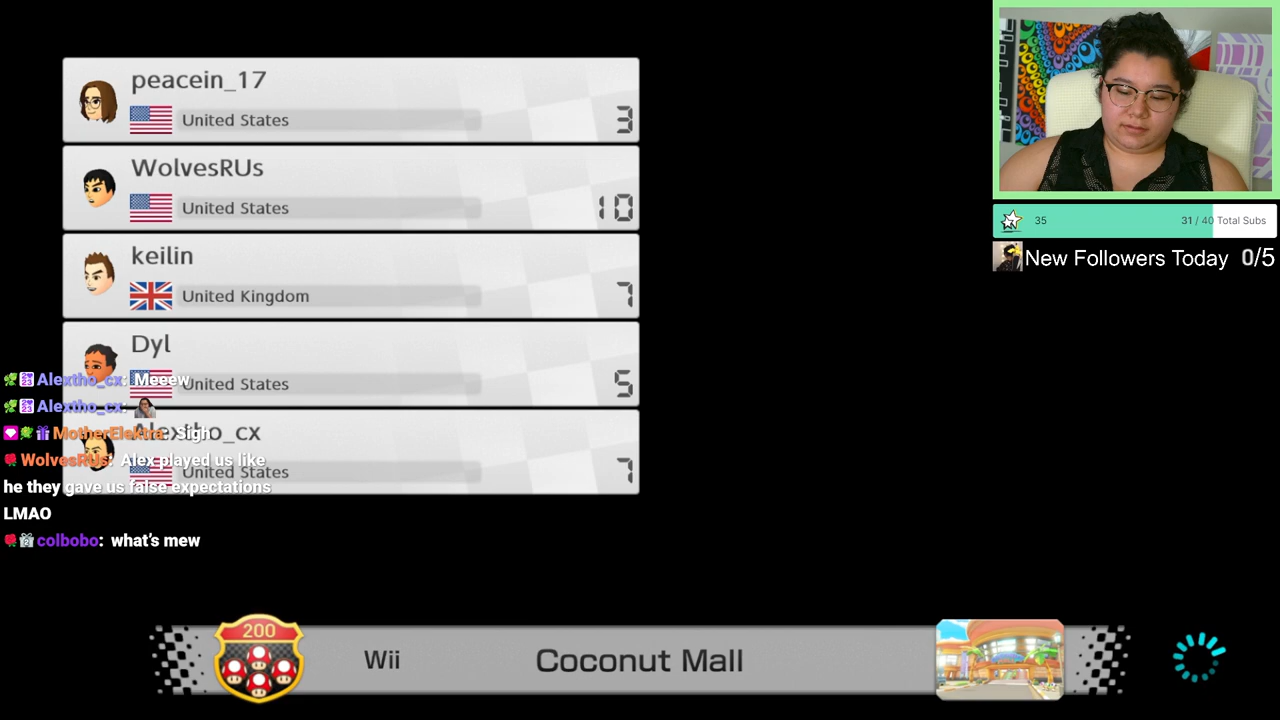 peacein_17
United States
3
WolvesRUs
United States
10
keilin
United Kingdom
7
Dyl
United States
5
Alextho_cx
United States
7
Alextho_cx: Meeew
Alextho_cx:
MotherElektra: Sigh
WolvesRUs: Alex played us like
he they gave us false expectations
LMAO
colbobo: what's mew
35
31 / 40 Total Subs
New Followers Today 0/5
200
Wii
Coconut Mall